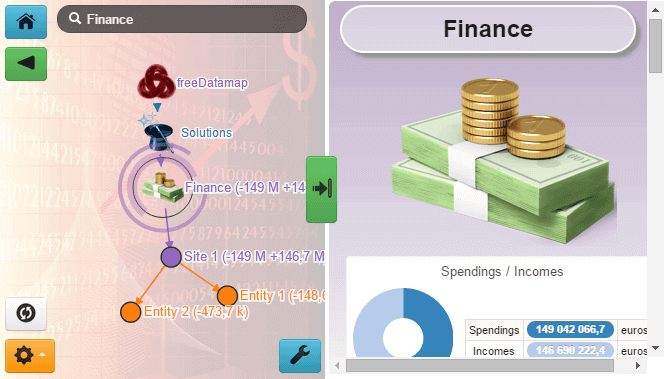 Finance
freeDatamap
Solutions
Finance (-149 M +14
Site 1 (-149 M +146,7 M
Entity 1 (-148,6
Entity 2 (-473,7 k)
Finance
Spendings / Incomes
Spendings 149 042 066,7 euros
Incomes 146 690 222,4 euros